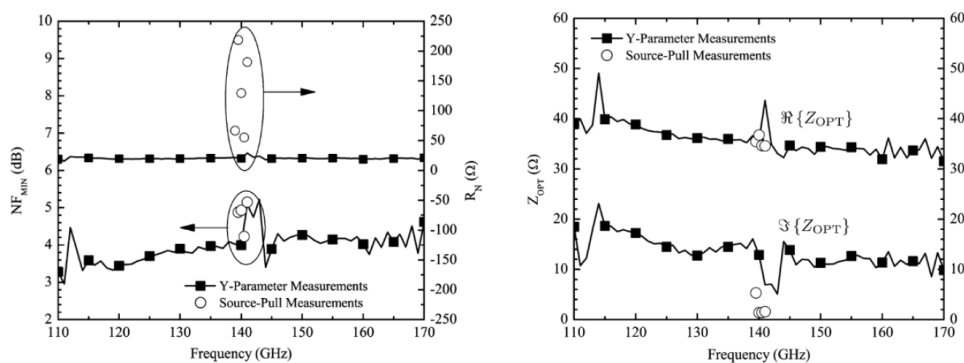 10
9
8
7
6
5
4
3
2
NF_MIN (dB)
250
200
150
100
50
0
-50
-100
-150
-200
-250
R_N (Ω)
Y-Parameter Measurements
Source-Pull Measurements
110 120 130 140 150 160 170
Frequency (GHz)
60
50
40
30
20
10
0
Z_OPT (Ω)
60
50
40
30
20
10
0
Y-Parameter Measurements
Source-Pull Measurements
ℜ{Z_OPT}
ℑ{Z_OPT}
110 120 130 140 150 160 170
Frequency (GHz)